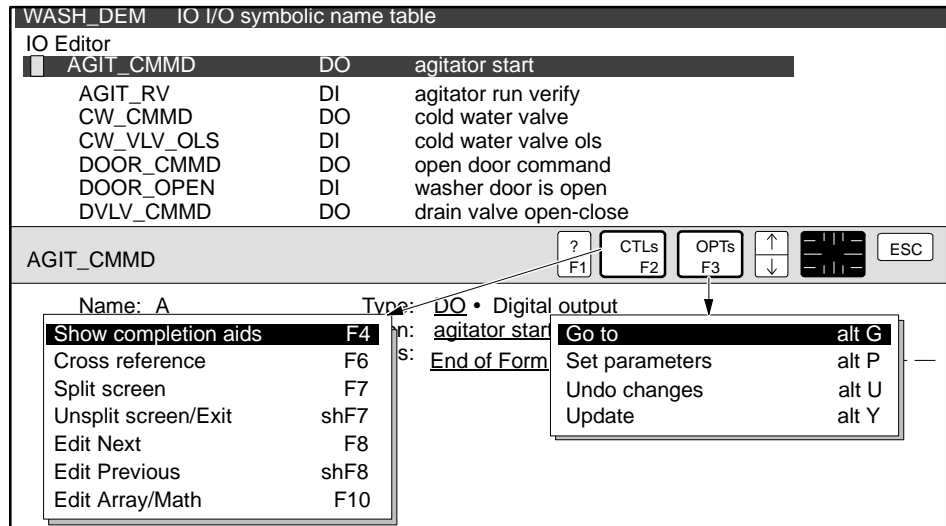 WASH_DEM IO I/O symbolic name table
IO Editor
AGIT_CMMD DO agitator start
AGIT_RV DI agitator run verify
CW_CMMD DO cold water valve
CW_VLV_OLS DI cold water valve ols
DOOR_CMMD DO open door command
DOOR_OPEN DI washer door is open
DVLV_CMMD DO drain valve open-close
AGIT_CMMD
? F1
CTLs F2
OPTs F3
↑ ↓
ESC
Name: A Type: DO • Digital output
n: agitator start
s: End of Form
Show completion aids F4
Cross reference F6
Split screen F7
Unsplit screen/Exit shF7
Edit Next F8
Edit Previous shF8
Edit Array/Math F10
Go to alt G
Set parameters alt P
Undo changes alt U
Update alt Y